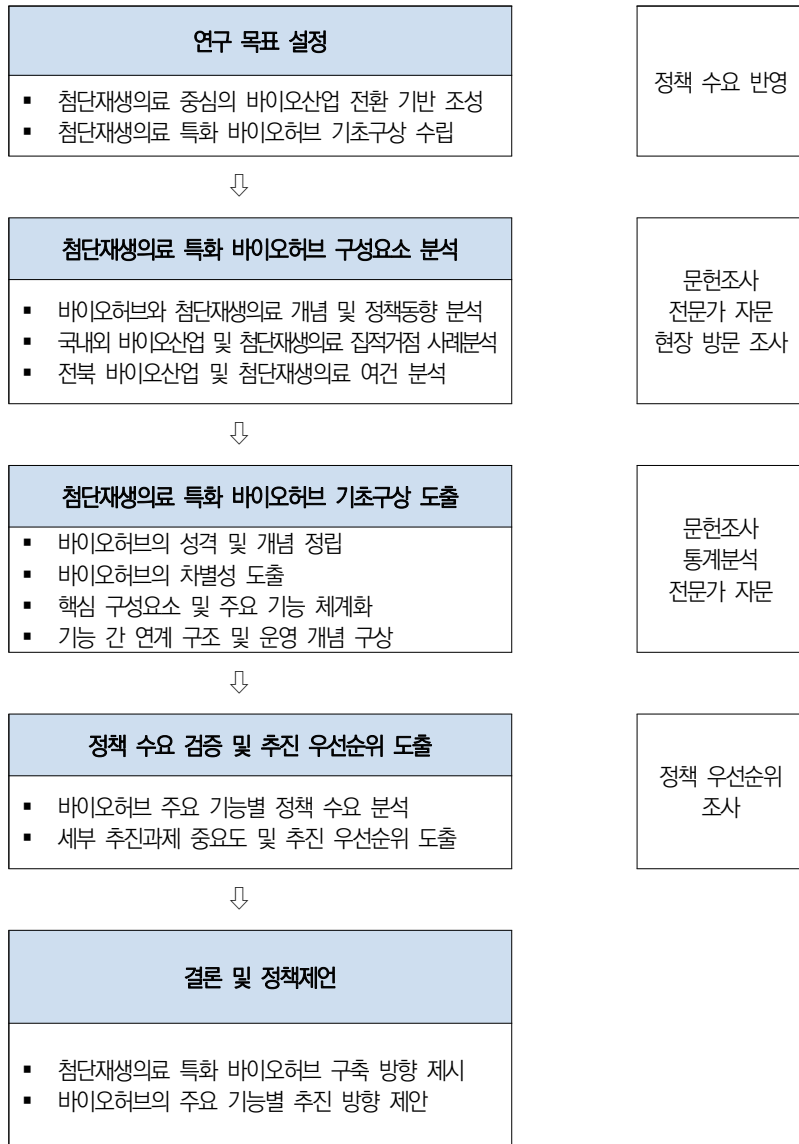 연구 목표 설정
▪ 첨단재생의료 중심의 바이오산업 전환 기반 조성
▪ 첨단재생의료 특화 바이오허브 기초구상 수립
정책 수요 반영
⇩
첨단재생의료 특화 바이오허브 구성요소 분석
▪ 바이오허브와 첨단재생의료 개념 및 정책동향 분석
▪ 국내외 바이오산업 및 첨단재생의료 집적거점 사례분석
▪ 전북 바이오산업 및 첨단재생의료 여건 분석
문헌조사
전문가 자문
현장 방문 조사
⇩
첨단재생의료 특화 바이오허브 기초구상 도출
▪ 바이오허브의 성격 및 개념 정립
▪ 바이오허브의 차별성 도출
▪ 핵심 구성요소 및 주요 기능 체계화
▪ 기능 간 연계 구조 및 운영 개념 구상
문헌조사
통계분석
전문가 자문
⇩
정책 수요 검증 및 추진 우선순위 도출
▪ 바이오허브 주요 기능별 정책 수요 분석
▪ 세부 추진과제 중요도 및 추진 우선순위 도출
정책 우선순위
조사
⇩
결론 및 정책제언
▪ 첨단재생의료 특화 바이오허브 구축 방향 제시
▪ 바이오허브의 주요 기능별 추진 방향 제안